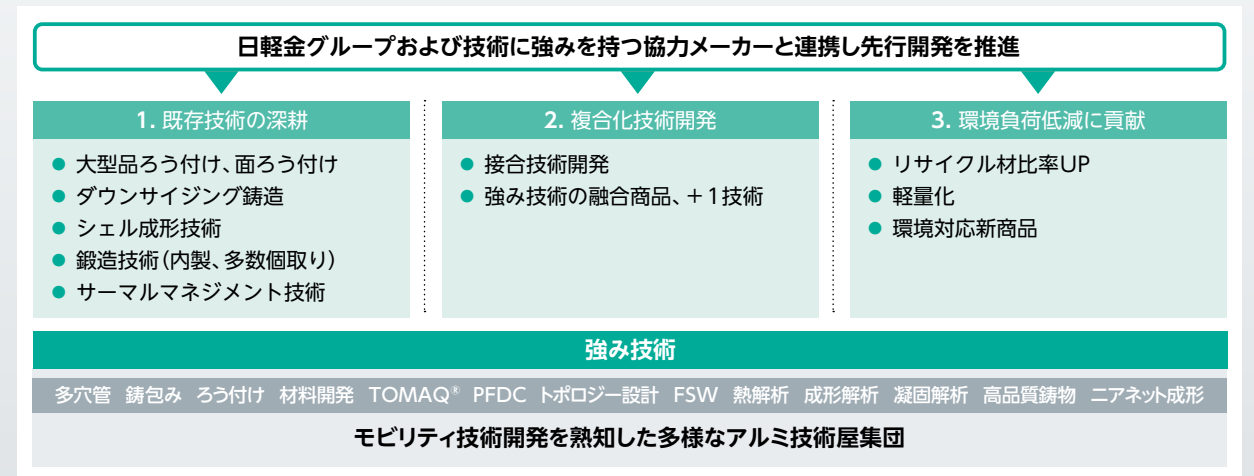 日軽金グループおよび技術に強みを持つ協力メーカーと連携し先行開発を推進
1. 既存技術の深耕
● 大型品ろう付け、面ろう付け
● ダウンサイジング鋳造
● シェル成形技術
● 鍛造技術（内製、多数個取り）
● サーマルマネジメント技術
2. 複合化技術開発
● 接合技術開発
● 強み技術の融合商品、＋1技術
3. 環境負荷低減に貢献
● リサイクル材比率UP
● 軽量化
● 環境対応新商品
強み技術
多穴管 鋳包み ろう付け 材料開発 TOMAQ® PFDC トポロジー設計 FSW 熱解析 成形解析 凝固解析 高品質鋳物 ニアネット成形
モビリティ技術開発を熟知した多様なアルミ技術屋集団